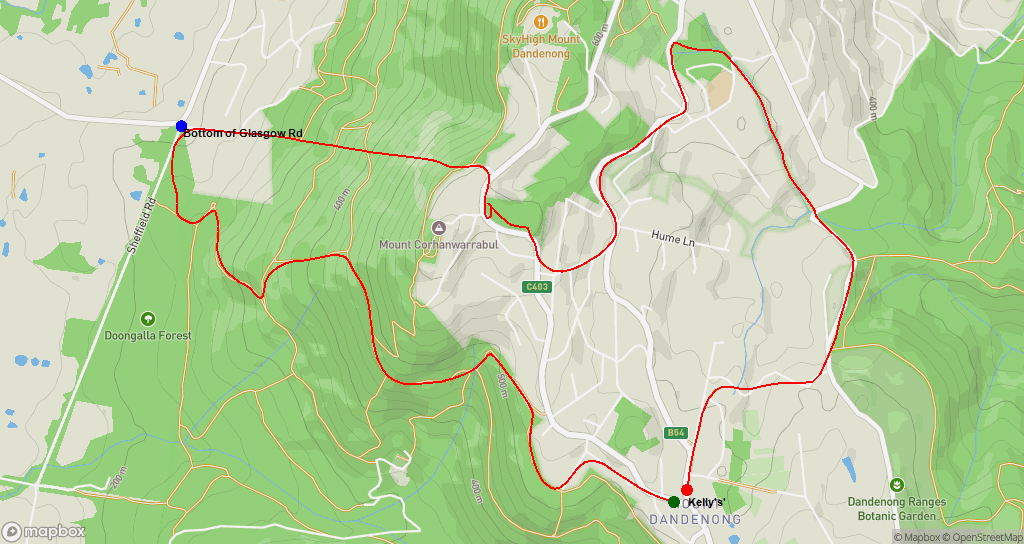 SkyHigh Mount
Dandenong
600 m
400 m
Bottom of Glasgow Rd
400 m
Sheffield Rd
Mount Corhanwarrabul
Hume Ln
C403
Doongalla Forest
500 m
B54
200 m
400 m
Kelly's'
DANDENONG
Dandenong Ranges
Botanic Garden
mapbox
© Mapbox © OpenStreetMap